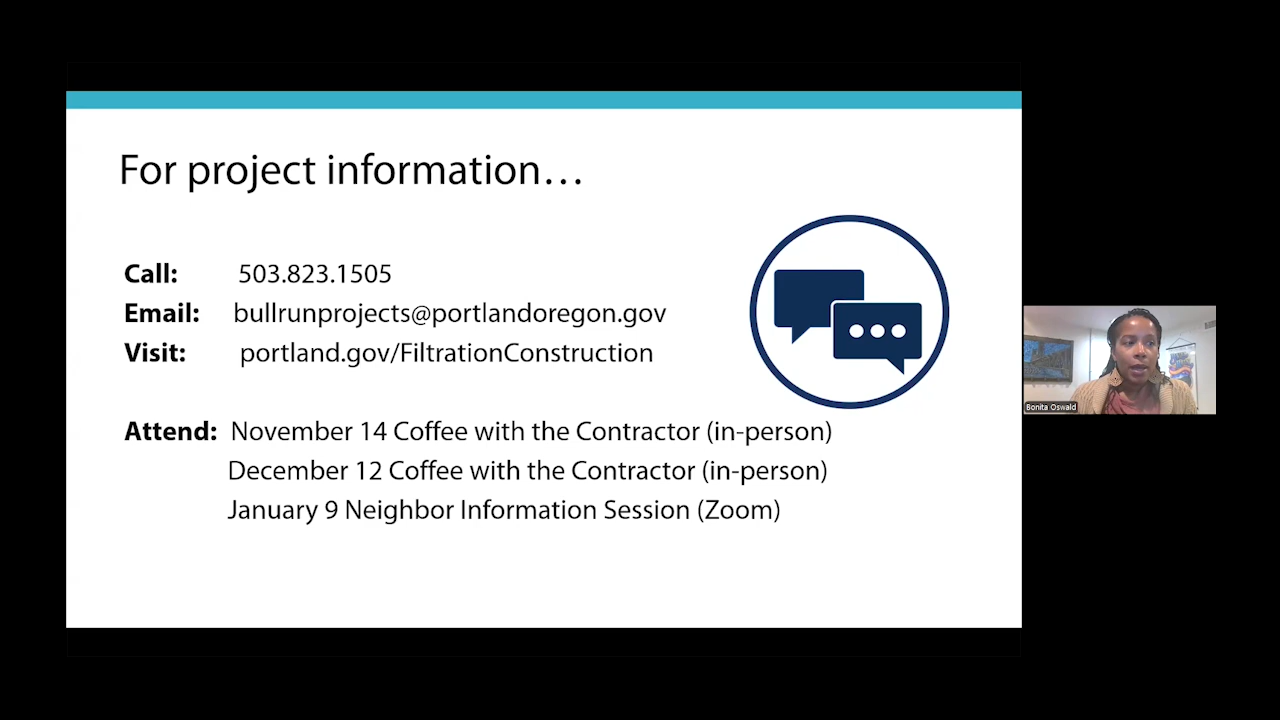 For project information…
Call: 503.823.1505
Email: bullrunprojects@portlandoregon.gov
Visit: portland.gov/FiltrationConstruction
Attend: November 14 Coffee with the Contractor (in-person)
December 12 Coffee with the Contractor (in-person)
January 9 Neighbor Information Session (Zoom)
Bonita Oswald